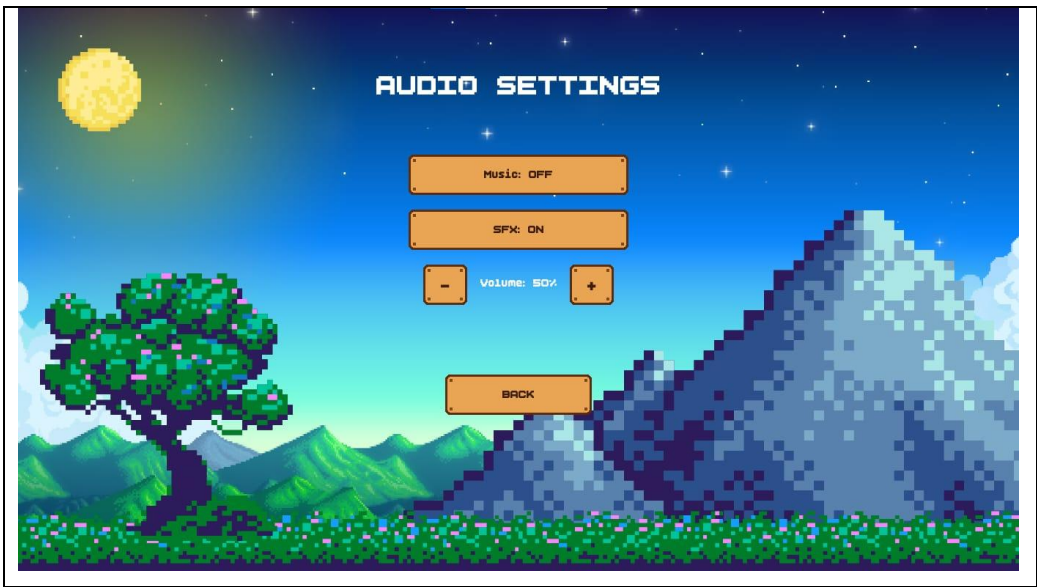 AUDIO SETTINGS
Music: OFF
SFX: ON
- Volume: 50% +
BACK